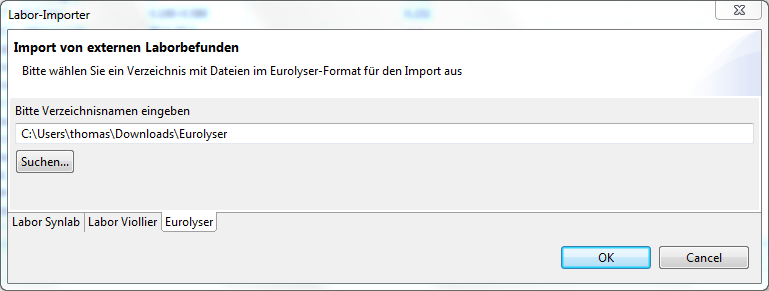 Labor-Importer
Import von externen Laborbefunden
Bitte wählen Sie ein Verzeichnis mit Dateien im Eurolyser-Format für den Import aus
Bitte Verzeichnisnamen eingeben
C:\Users\thomas\Downloads\Eurolyser
Suchen...
Labor Synlab Labor Viollier Eurolyser
OK Cancel